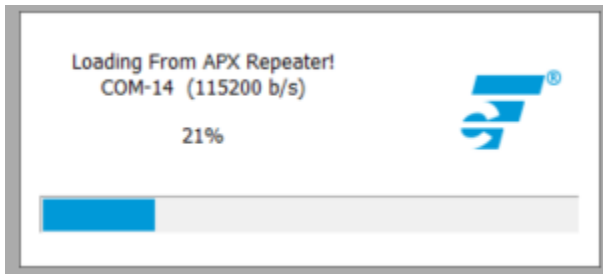 Loading From APX Repeater!
COM-14 (115200 b/s)
21%
®